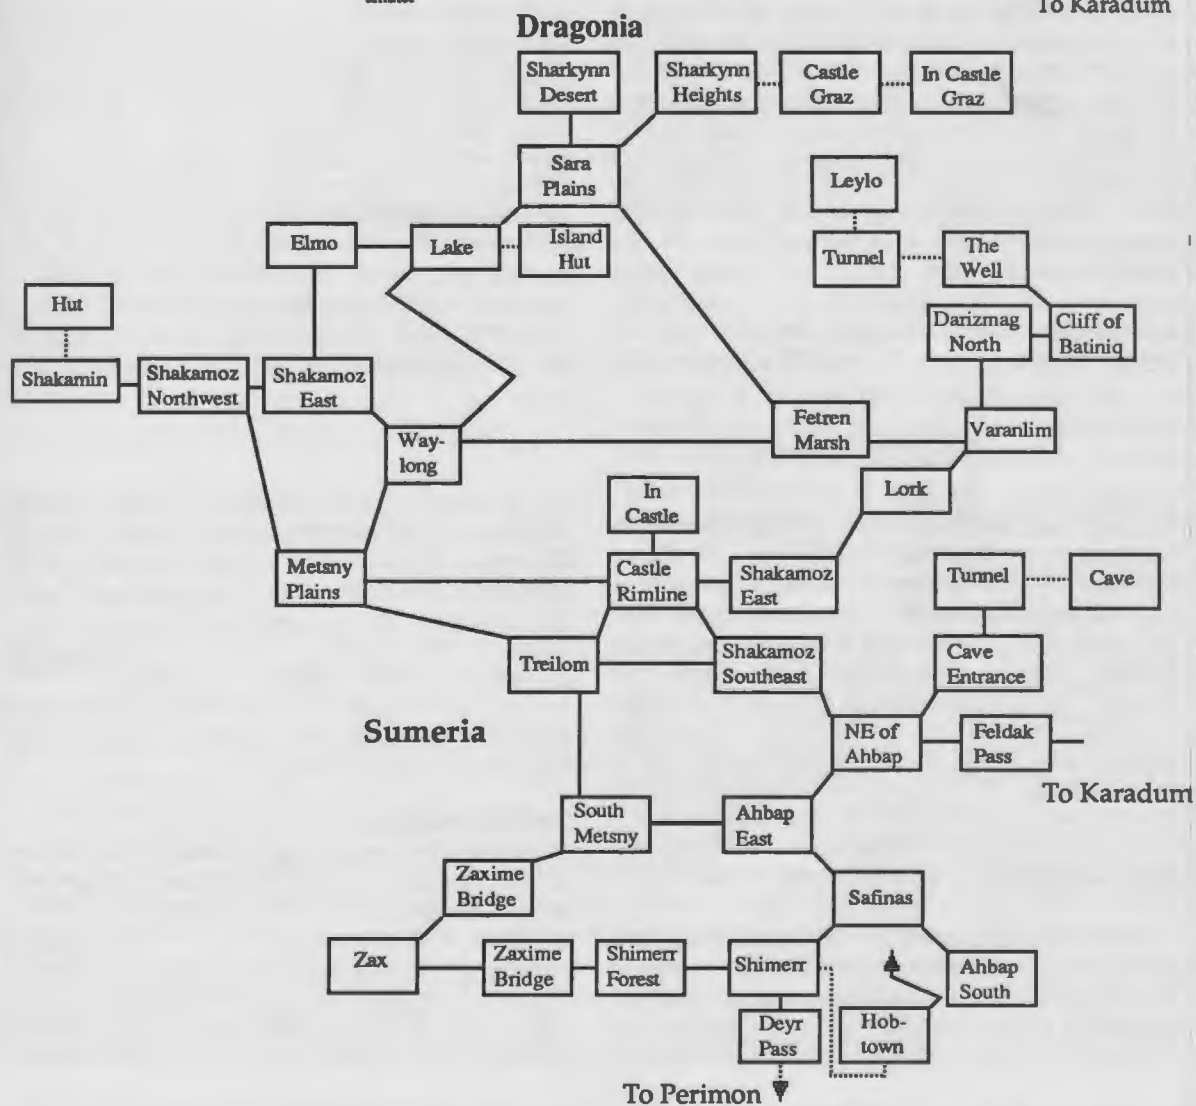 To Karadum
Dragonia
Sharkynn
Desert
Sharkynn
Heights
Castle
Graz
In Castle
Graz
Sara
Plains
Leylo
Elmo
Lake
Island
Hut
Tunnel
The
Well
Hut
Darizmag
North
Cliff of
Batiniq
Shakamin
Shakamoz
Northwest
Shakamoz
East
Way-
long
Fetren
Marsh
Varanlim
In
Castle
Lork
Metsny
Plains
Castle
Rimline
Shakamoz
East
Tunnel
Cave
Treilom
Shakamoz
Southeast
Cave
Entrance
Sumeria
NE of
Ahbap
Feldak
Pass
To Karadum
South
Metsny
Ahbap
East
Zaxime
Bridge
Safinas
Zax
Zaxime
Bridge
Shimerr
Forest
Shimerr
Ahbap
South
Deyr
Pass
Hob-
town
To Perimon